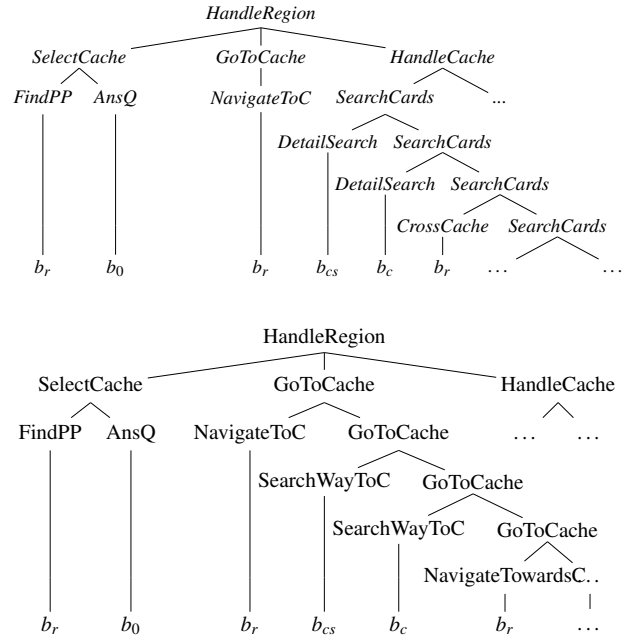 HandleRegion
SelectCache GoToCache HandleCache
FindPP AnsQ NavigateToC SearchCards ...
DetailSearch SearchCards
DetailSearch SearchCards
CrossCache SearchCards
b_r b_0 b_r b_cs b_c b_r ... ...
HandleRegion
SelectCache GoToCache HandleCache
FindPP AnsQ NavigateToC GoToCache ... ...
SearchWayToC GoToCache
SearchWayToC GoToCache
NavigateTowardsC...
b_r b_0 b_r b_cs b_c b_r ...